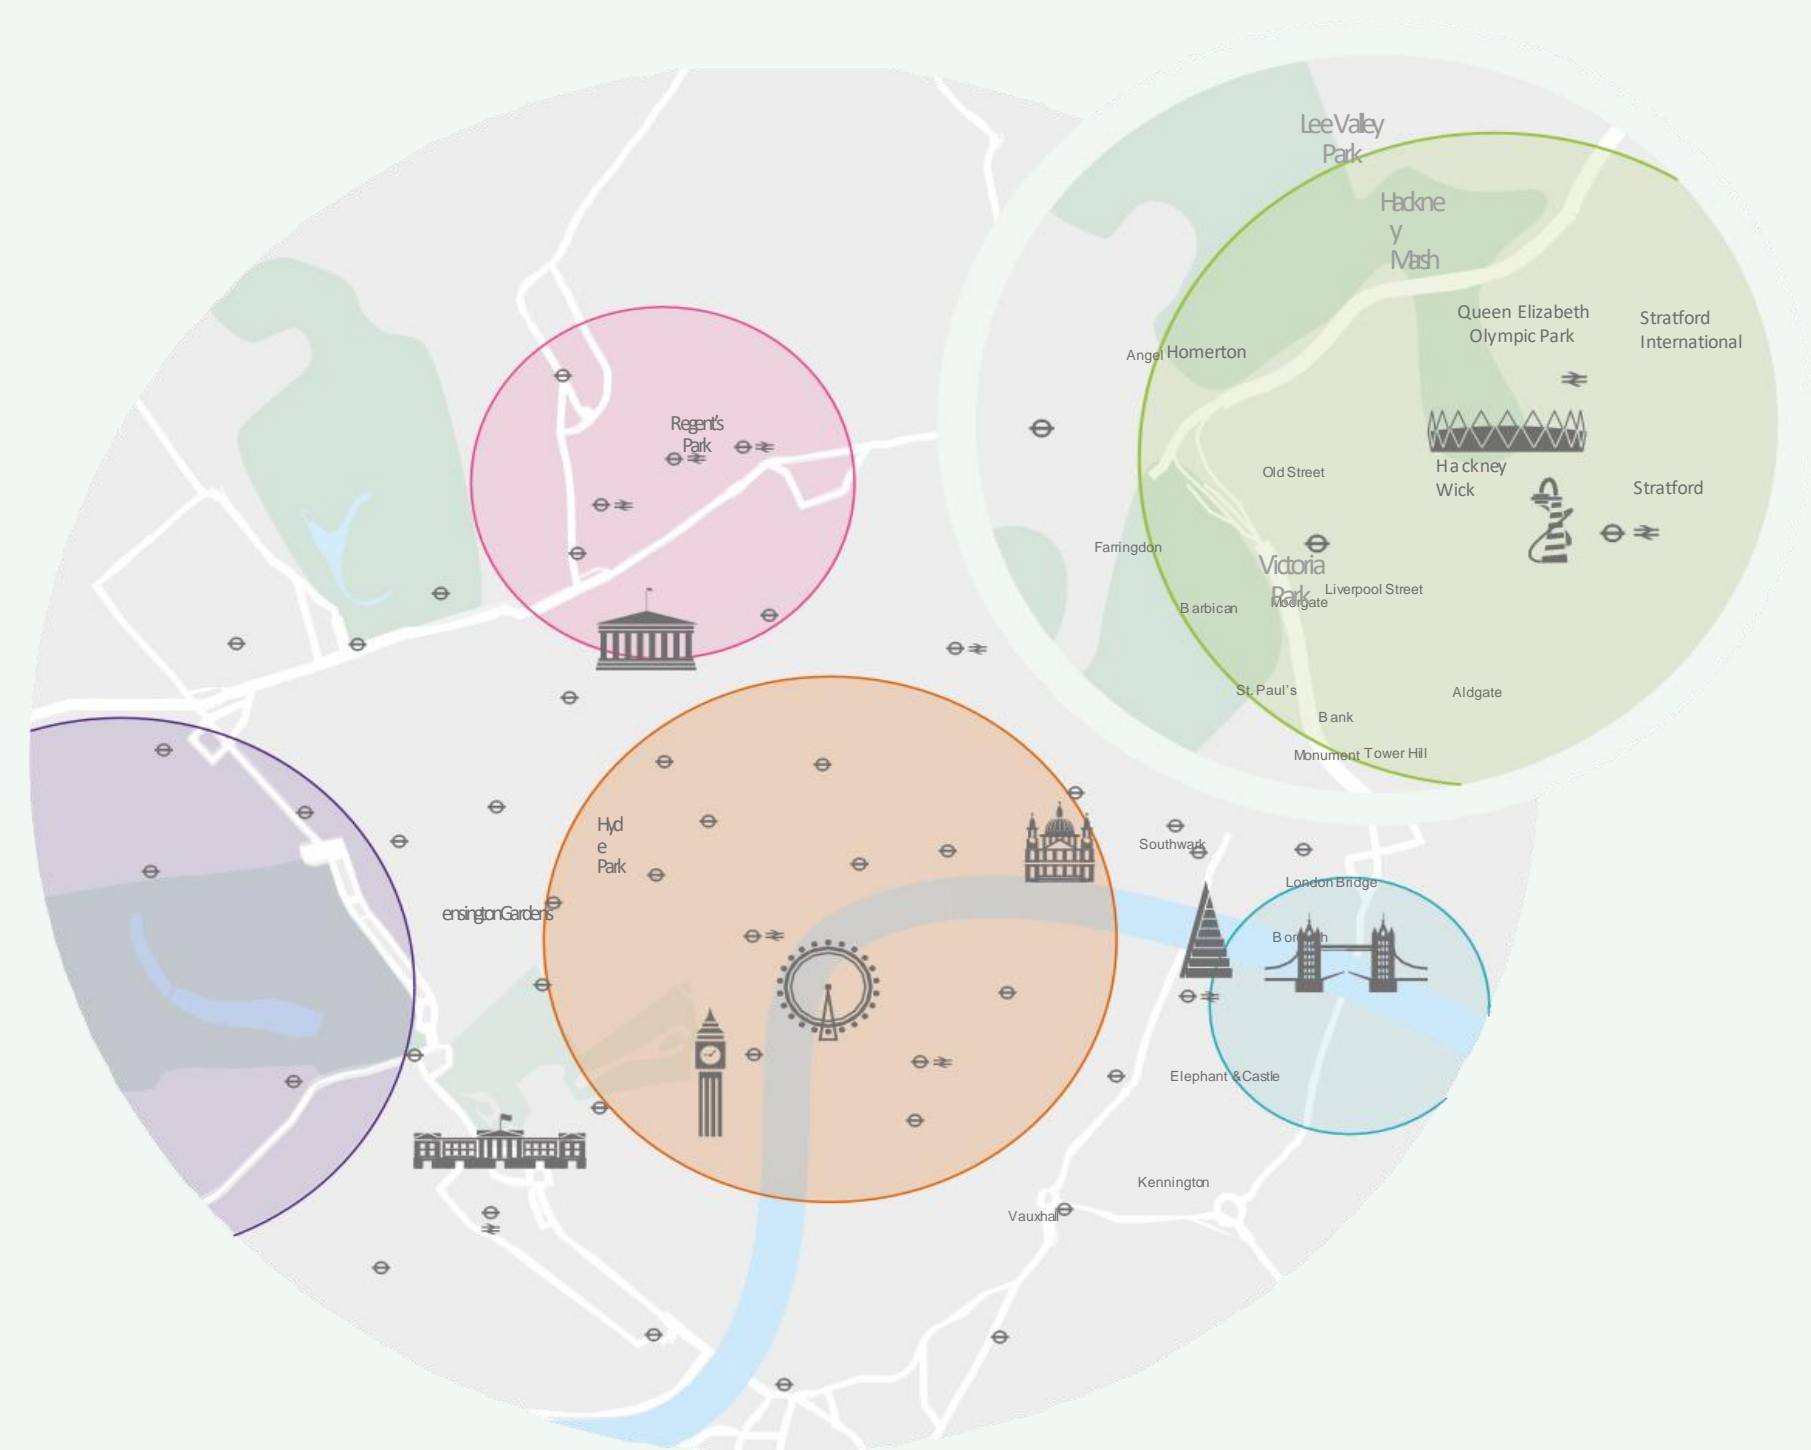 Lee Valley
Park
Hackne
y
Mash
Queen Elizabeth
Olympic Park
Stratford
International
Angel
Homerton
Regent's
Park
Old Street
Hackney
Wick
Stratford
Farringdon
Victoria
Park
Liverpool Street
Moorgate
Barbican
St. Paul's
Aldgate
Bank
Monument
Tower Hill
Hyd
e
Park
Southwark
London Bridge
ensingtonGardens
Borough
Elephant &Castle
Kennington
Vauxhall